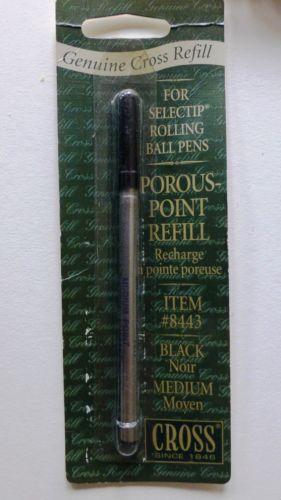 Genuine Cross Refill
FOR
SELECTIP®
ROLLING
BALL PENS
POROUS-
POINT
REFILL
Recharge
à pointe poreuse
ITEM
#8443
BLACK
Noir
MEDIUM
Moyen
CROSS®
SINCE 1846